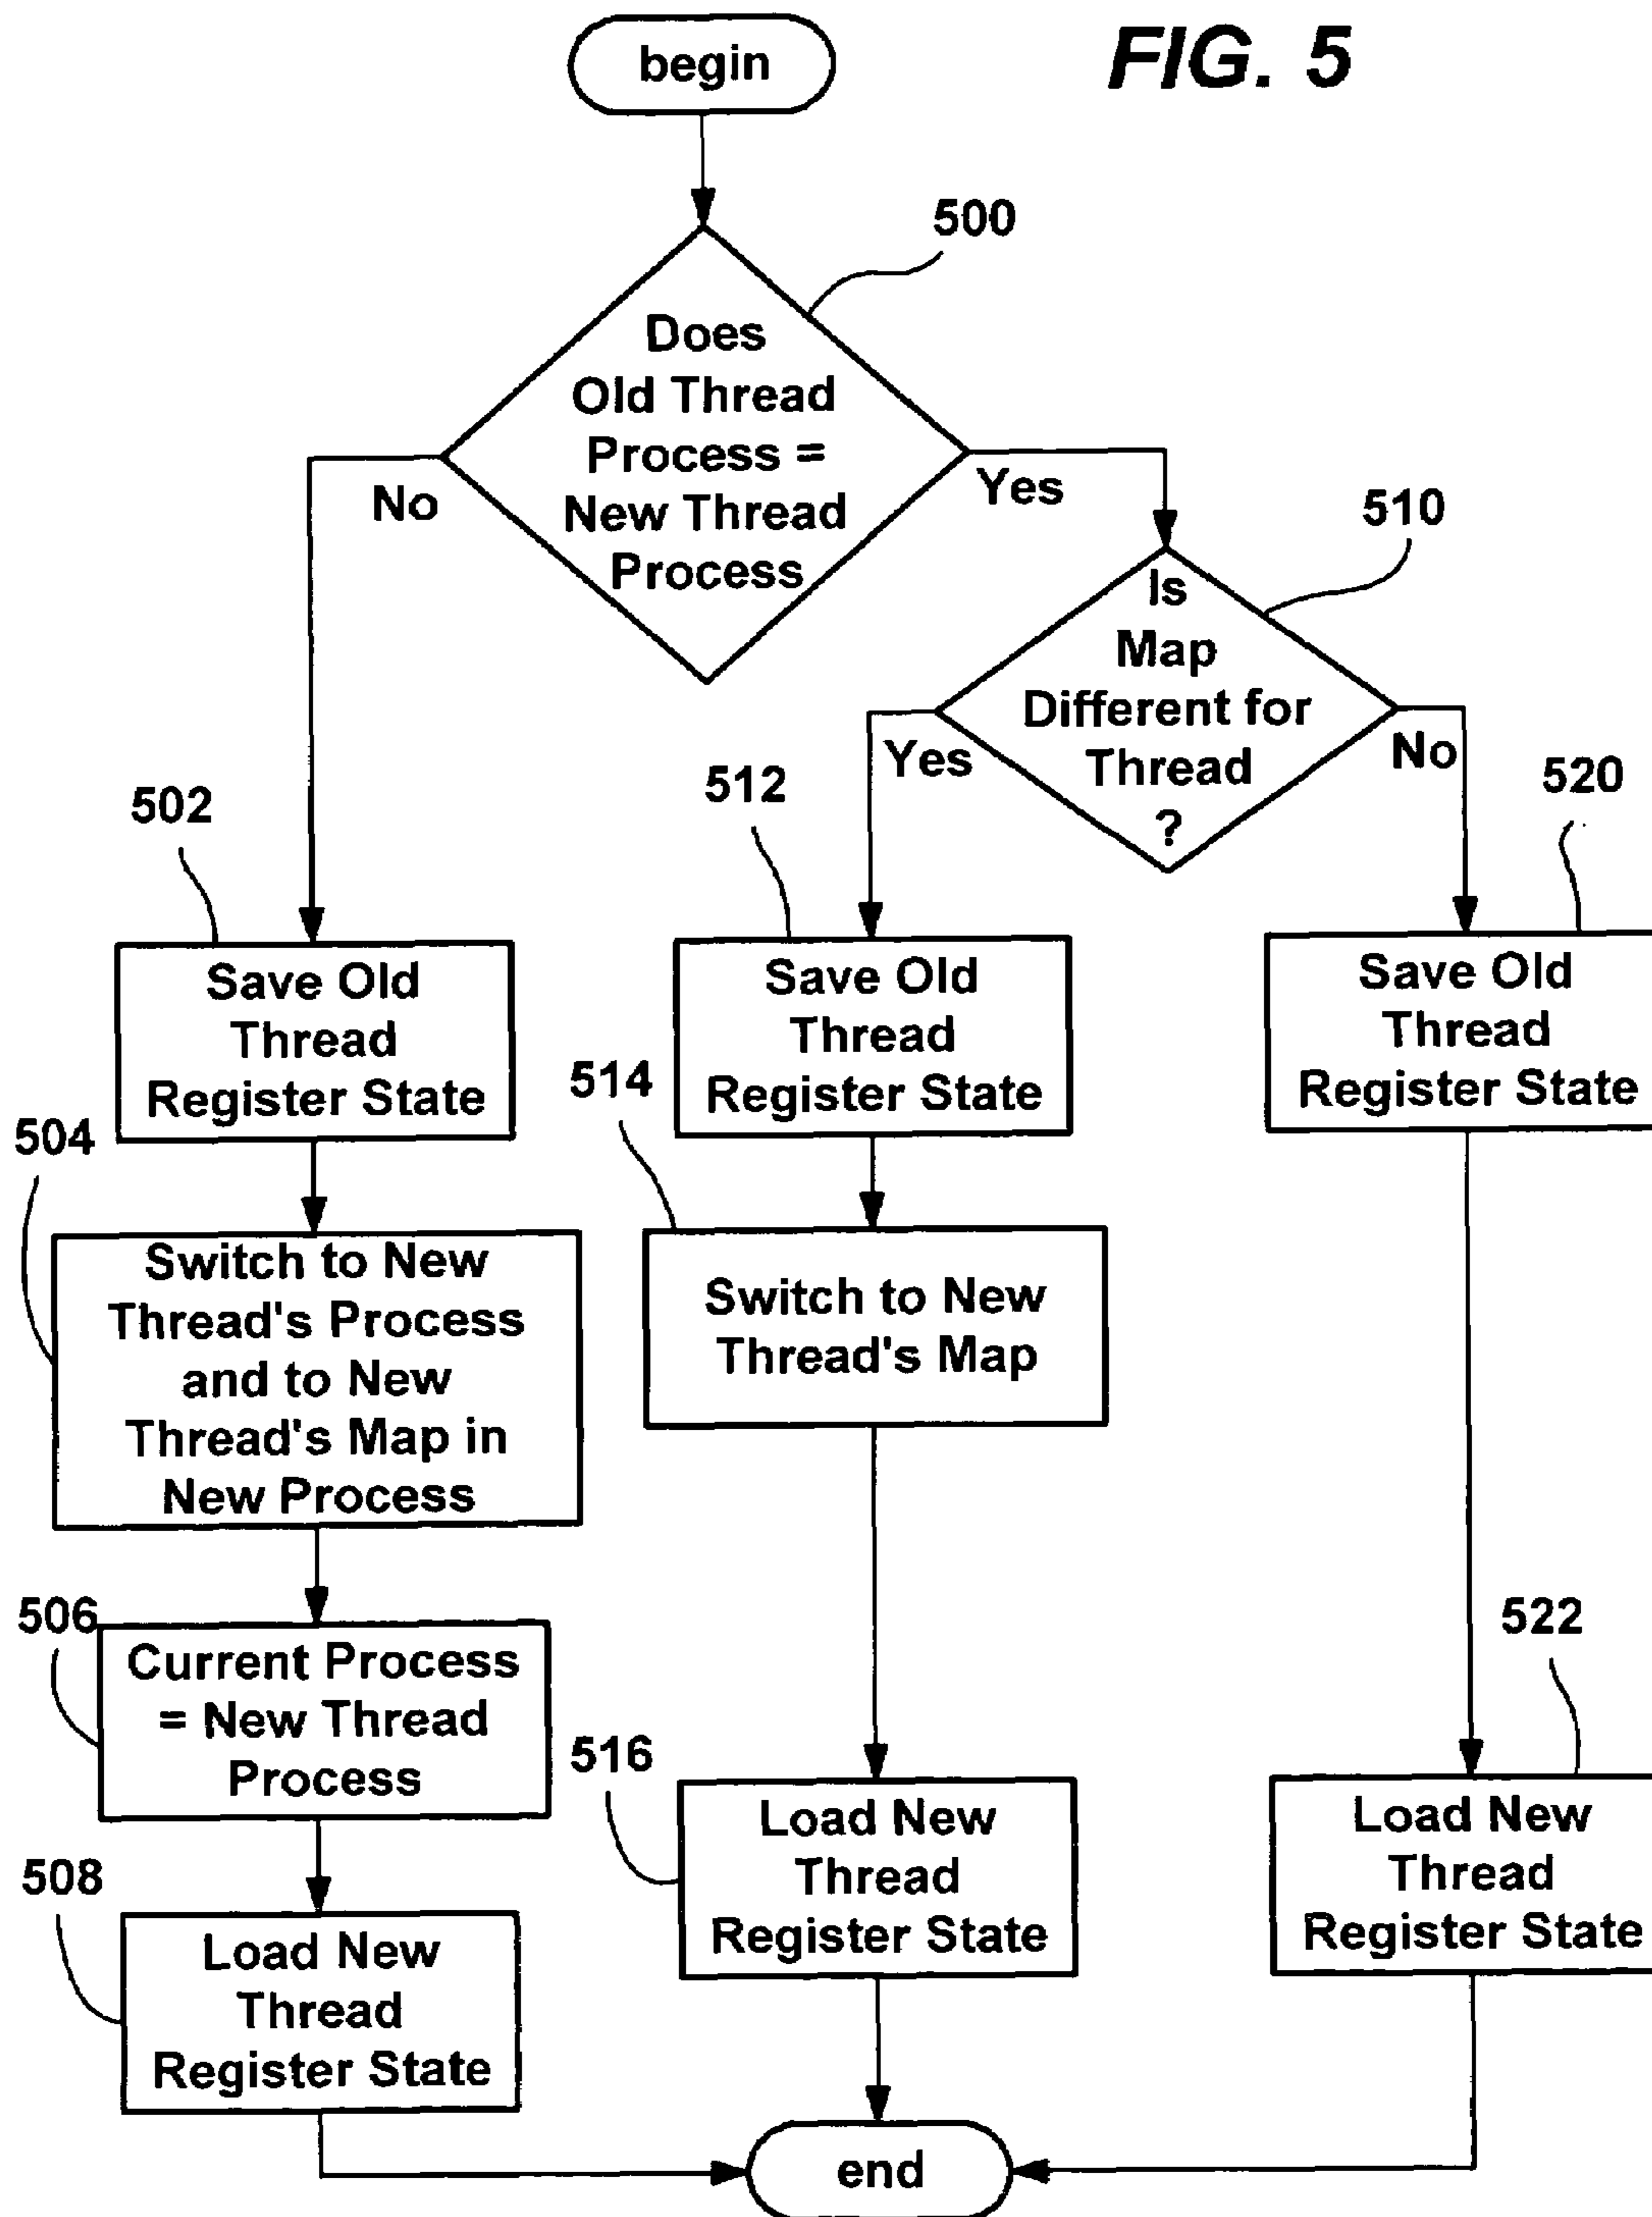 begin
FIG. 5
500
Does
Old Thread
Process =
New Thread
Process
No
Yes
510
Is
Map
Different for
Thread
?
Yes
No
502
Save Old
Thread
Register State
504
Switch to New
Thread's Process
and to New
Thread's Map in
New Process
506
Current Process
= New Thread
Process
508
Load New
Thread
Register State
512
Save Old
Thread
Register State
514
Switch to New
Thread's Map
516
Load New
Thread
Register State
520
Save Old
Thread
Register State
522
Load New
Thread
Register State
end